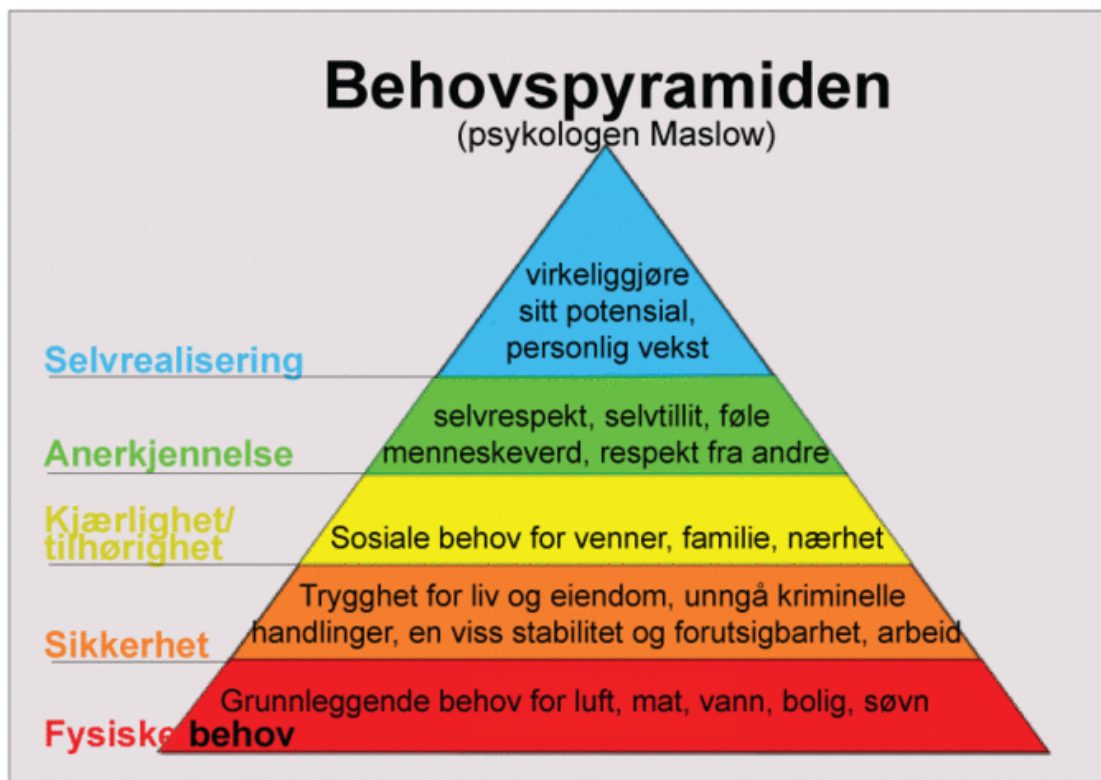 Behovspyramiden
(psykologen Maslow)
virkeliggjøre
sitt potensial,
personlig vekst
Selvrealisering
selvrespekt, selvtillit, føle
menneskeverd, respekt fra andre
Anerkjennelse
Kjærlighet/
tilhørighet
Sosiale behov for venner, familie, nærhet
Trygghet for liv og eiendom, unngå kriminelle
handlinger, en viss stabilitet og forutsigbarhet, arbeid
Sikkerhet
Grunnleggende behov for luft, mat, vann, bolig, søvn
Fysiske behov